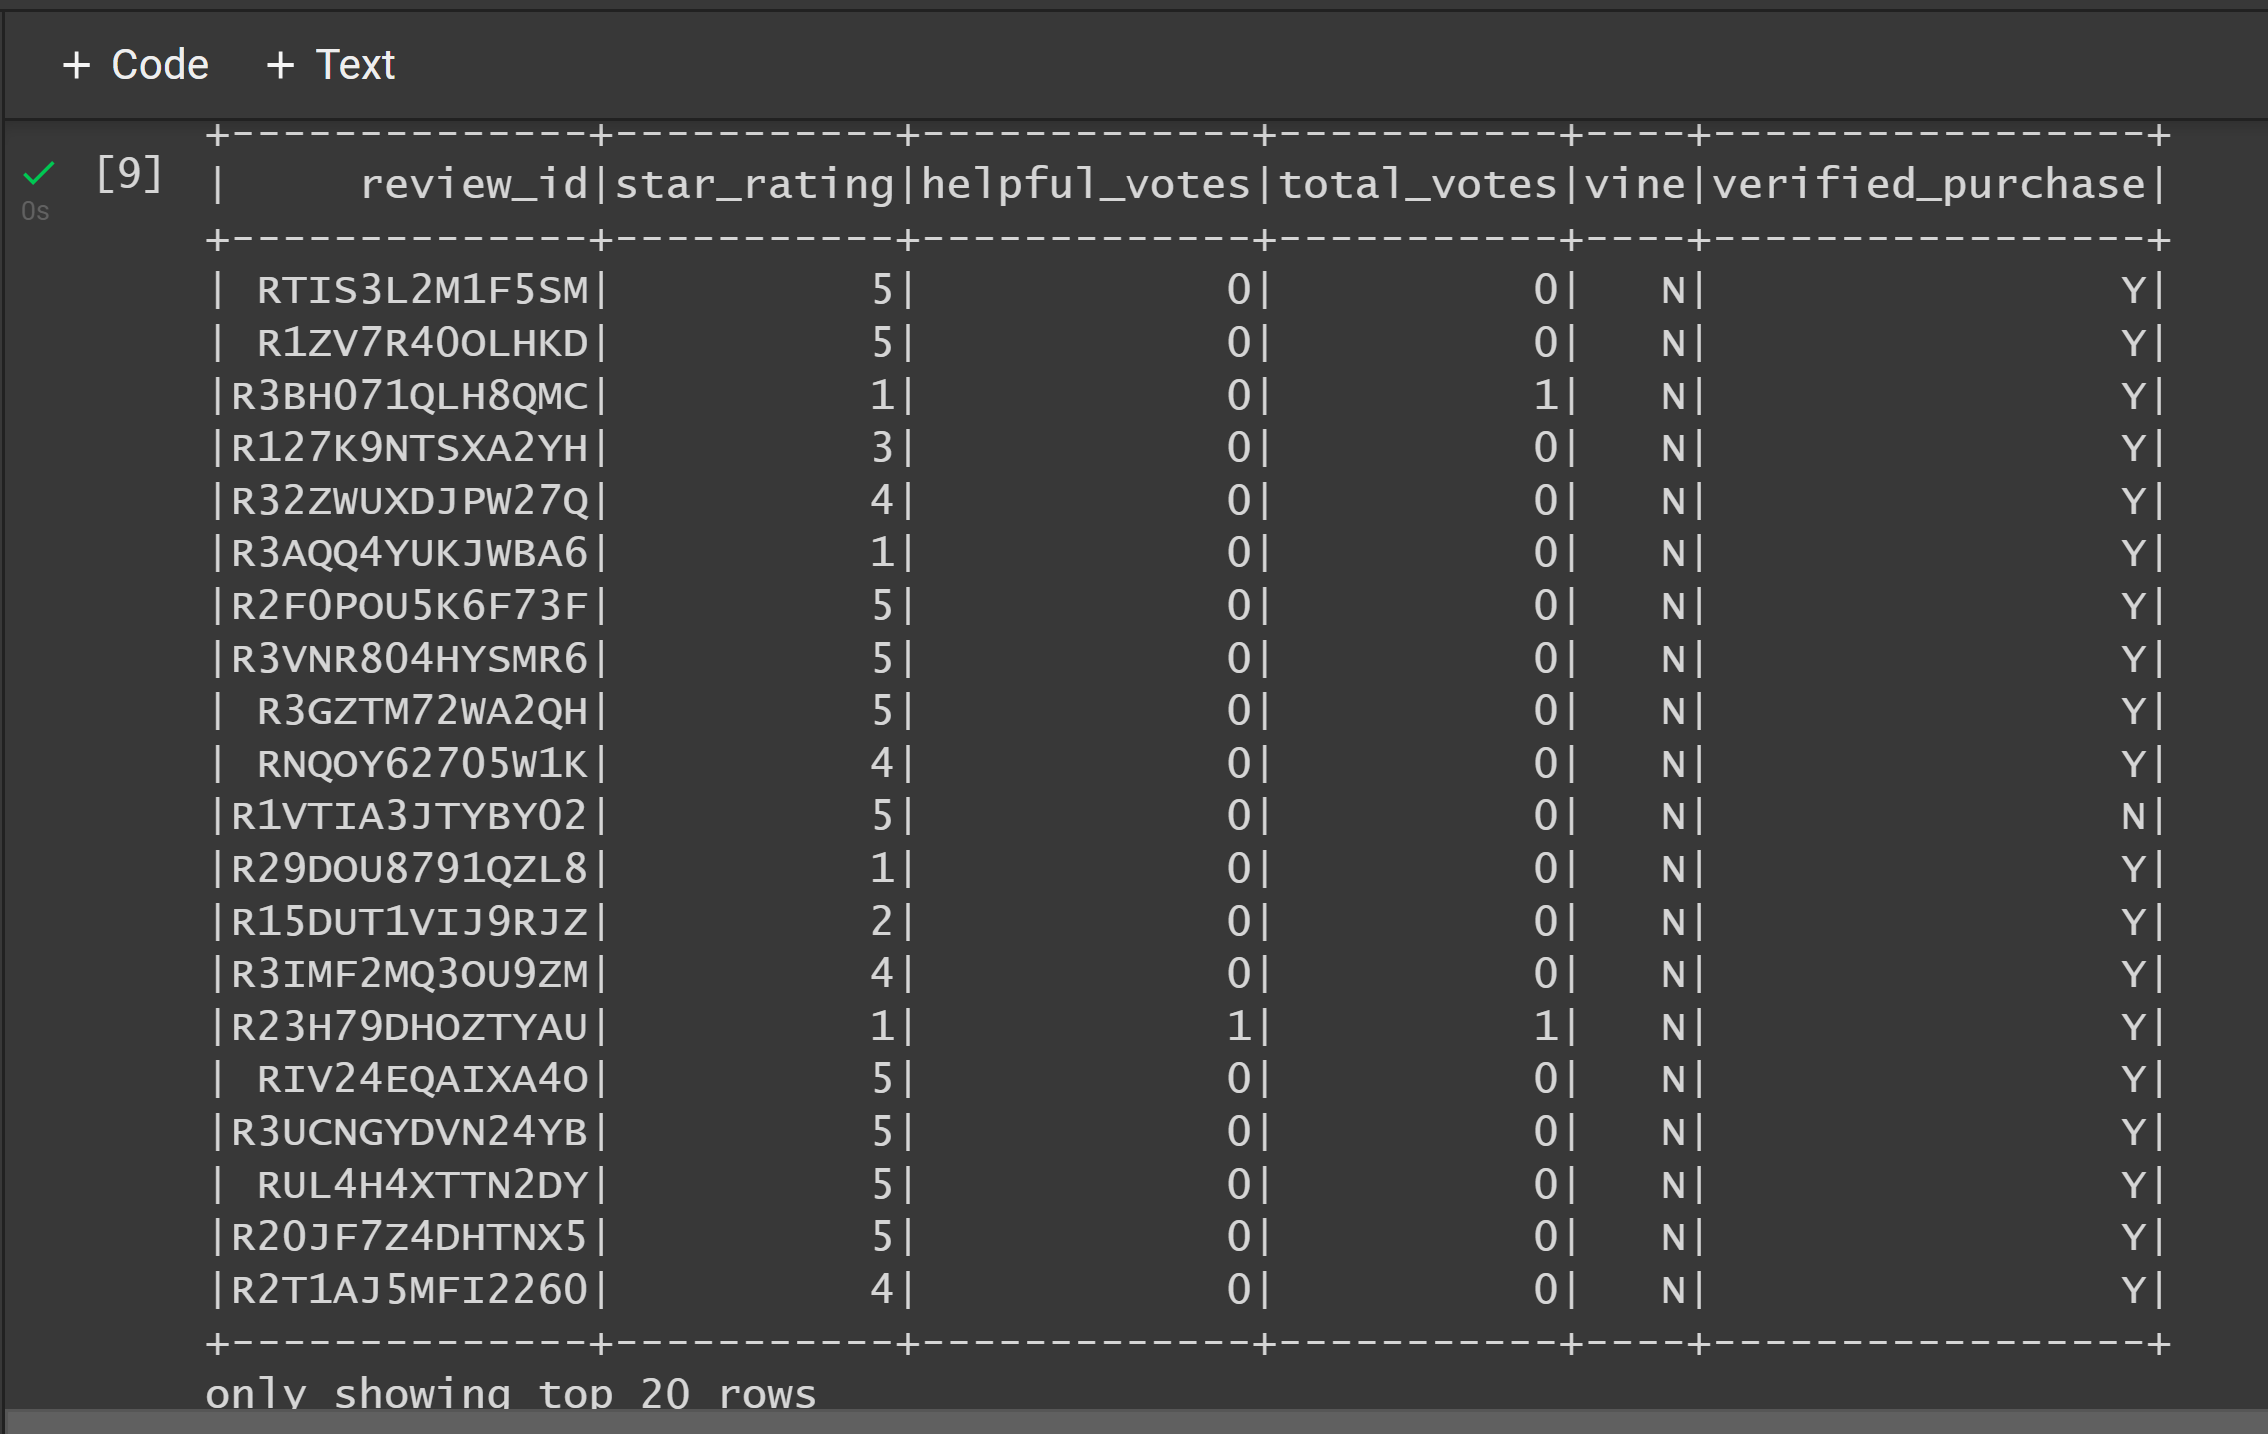 + Code + Text
+--------------+-----------+-------------+-----------+----+-----------------+
[9] | review_id|star_rating|helpful_votes|total_votes|vine|verified_purchase|
0s
+--------------+-----------+-------------+-----------+----+-----------------+
| RTIS3L2M1F5SM| 5| 0| 0| N| Y|
| R1ZV7R40OLHKD| 5| 0| 0| N| Y|
|R3BH071QLH8QMC| 1| 0| 1| N| Y|
|R127K9NTSXA2YH| 3| 0| 0| N| Y|
|R32ZWUXDJPW27Q| 4| 0| 0| N| Y|
|R3AQQ4YUKJWBA6| 1| 0| 0| N| Y|
|R2F0POU5K6F73F| 5| 0| 0| N| Y|
|R3VNR804HYSMR6| 5| 0| 0| N| Y|
| R3GZTM72WA2QH| 5| 0| 0| N| Y|
| RNQOY62705W1K| 4| 0| 0| N| Y|
|R1VTIA3JTYBY02| 5| 0| 0| N| N|
|R29DOU8791QZL8| 1| 0| 0| N| Y|
|R15DUT1VIJ9RJZ| 2| 0| 0| N| Y|
|R3IMF2MQ3OU9ZM| 4| 0| 0| N| Y|
|R23H79DHOZTYAU| 1| 1| 1| N| Y|
| RIV24EQAIXA4O| 5| 0| 0| N| Y|
|R3UCNGYDVN24YB| 5| 0| 0| N| Y|
| RUL4H4XTTN2DY| 5| 0| 0| N| Y|
|R20JF7Z4DHTNX5| 5| 0| 0| N| Y|
|R2T1AJ5MFI2260| 4| 0| 0| N| Y|
+--------------+-----------+-------------+-----------+----+-----------------+
only showing top 20 rows